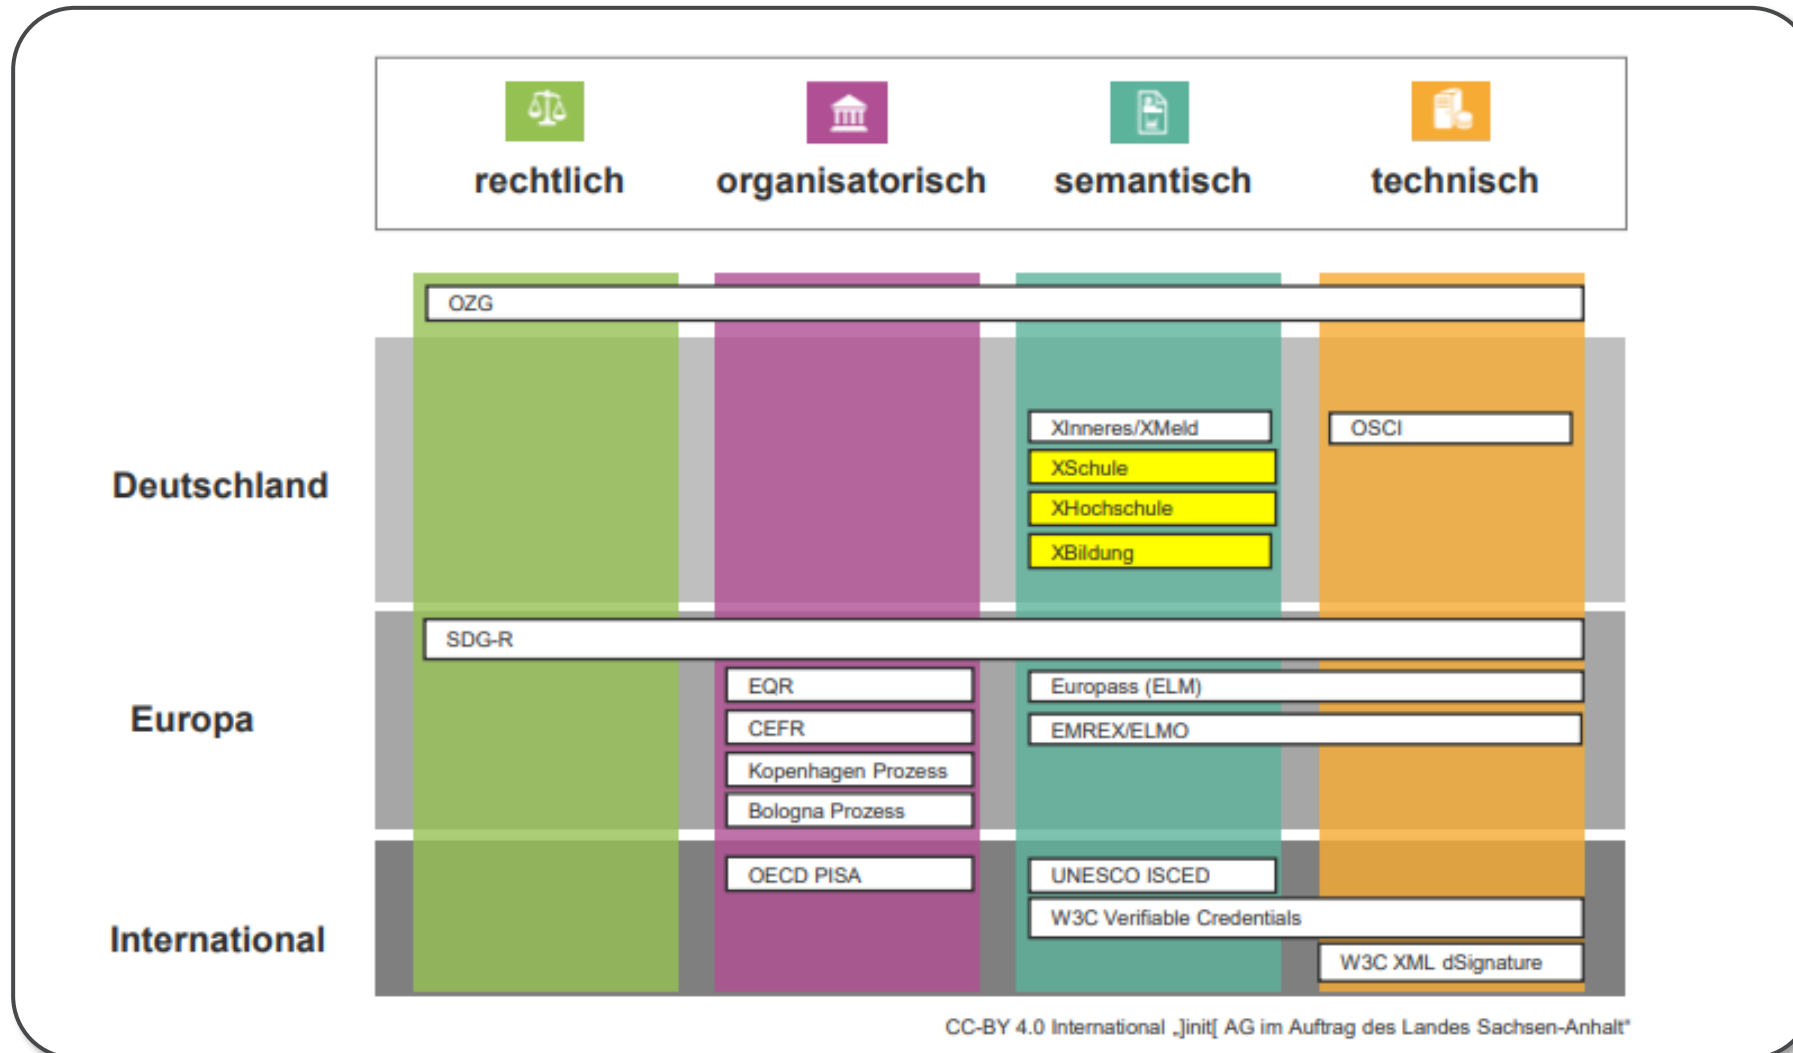 rechtlich organisatorisch semantisch technisch
OZG
Deutschland
XInneres/XMeld OSCI
XSchule
XHochschule
XBildung
SDG-R
Europa
EQR Europass (ELM)
CEFR EMREX/ELMO
Kopenhagen Prozess
Bologna Prozess
International
OECD PISA UNESCO ISCED
W3C Verifiable Credentials
W3C XML dSignature
CC-BY 4.0 International „]init[ AG im Auftrag des Landes Sachsen-Anhalt“